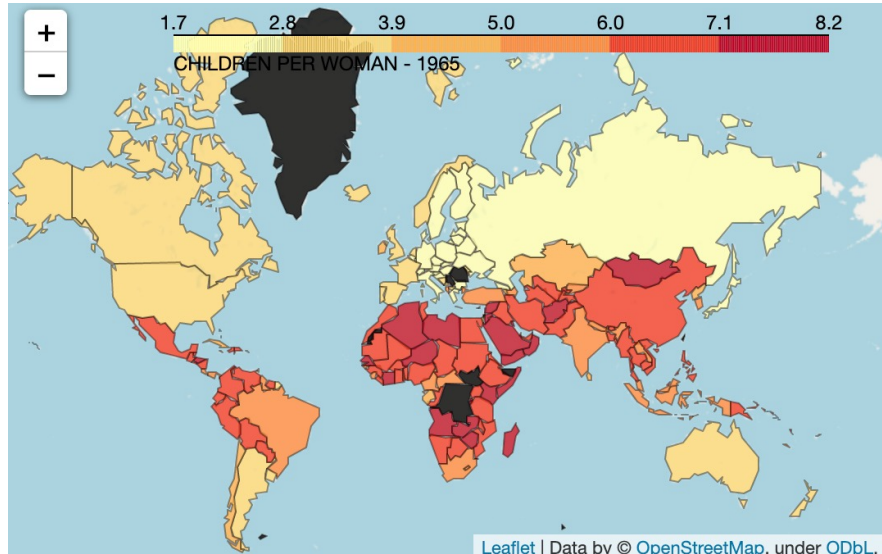 +
−
1.7 2.8 3.9 5.0 6.0 7.1 8.2
CHILDREN PER WOMAN - 1965
Leaflet | Data by © OpenStreetMap, under ODbL.